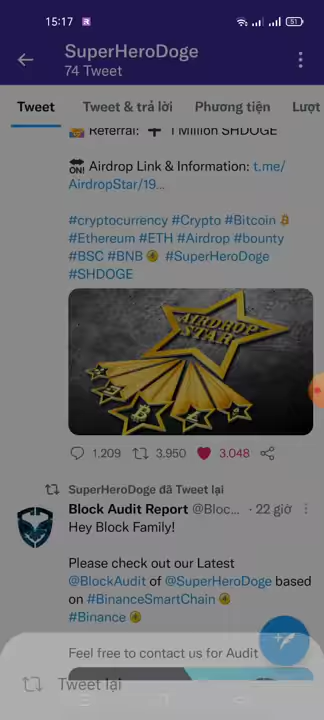 15:17
51
SuperHeroDoge
74 Tweet
Tweet
Tweet & trả lời
Phương tiện
Lượt
Referral: 1 Million SHDOGE
ON! Airdrop Link & Information: t.me/
AirdropStar/19...
#cryptocurrency #Crypto #Bitcoin
#Ethereum #ETH #Airdrop #bounty
#BSC #BNB #SuperHeroDoge
#SHDOGE
AIRDROP
STAR
1,209
3.950
3.048
SuperHeroDoge đã Tweet lại
Block Audit Report @Bloc... · 22 giờ
Hey Block Family!
Please check out our Latest
@BlockAudit of @SuperHeroDoge based
on #BinanceSmartChain
#Binance
Feel free to contact us for Audit
Tweet lại